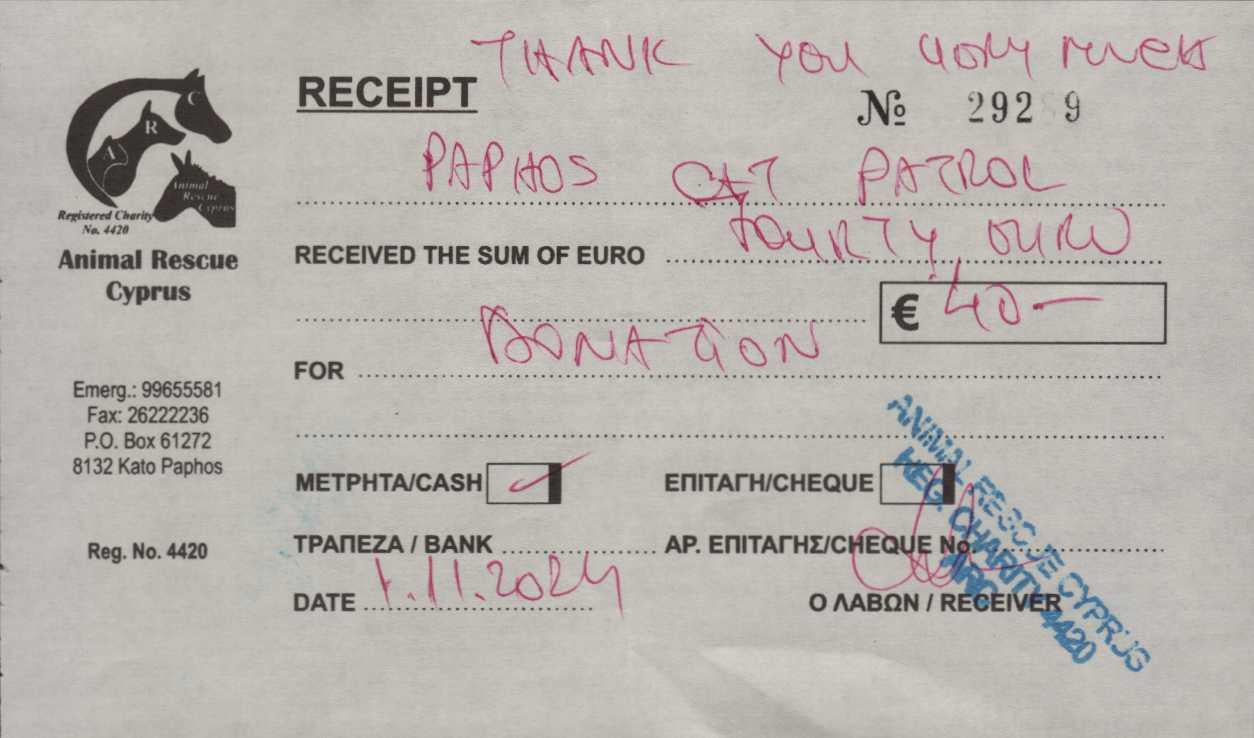 THANK YOU VERY MUCH
RECEIPT
№ 29289
C
R
A
Animal
Rescue
Cyprus
Registered Charity
No. 4420
Animal Rescue
Cyprus
PAPHOS CAT PATROL
RECEIVED THE SUM OF EURO FOURTY EURO
€ 40-
FOR DONATION
Emerg.: 99655581
Fax: 26222236
P.O. Box 61272
8132 Kato Paphos
ΜΕΤΡΗΤΑ/CASH ✓ ΕΠΙΤΑΓΗ/CHEQUE
Reg. No. 4420
ΤΡΑΠΕΖΑ / BANK ΑΡ. ΕΠΙΤΑΓΗΣ/CHEQUE No.
DATE 1.11.2024 Ο ΛΑΒΩΝ / RECEIVER
ANIMAL RESCUE CYPRUS
REG. CHARITY 4420
ARC